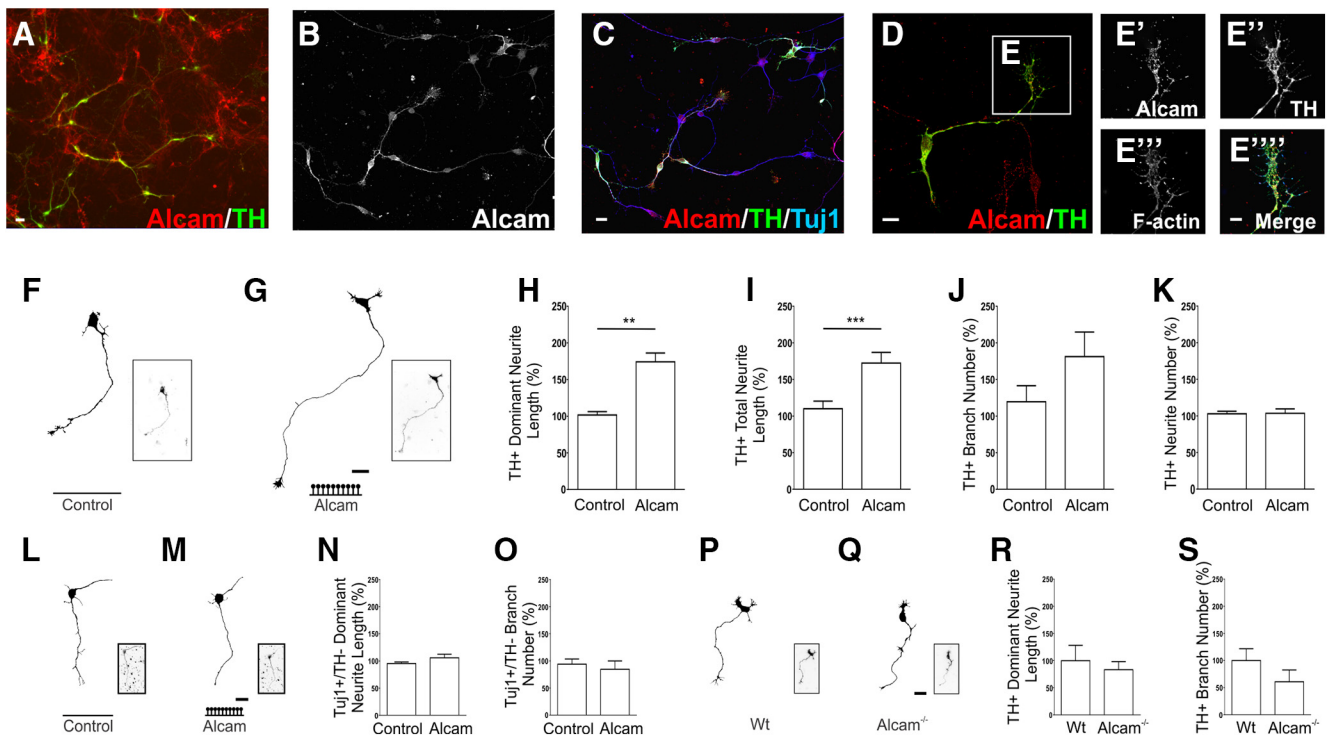 A
Alcam/TH
B
Alcam
C
Alcam/TH/Tuj1
D
E
Alcam/TH
E’
Alcam
E’’
TH
E’’’
F-actin
E’’’’
Merge
F
Control
G
Alcam
H
TH+ Dominant Neurite
Length (%)
250
200
150
100
50
0
**
Control Alcam
I
TH+ Total Neurite
Length (%)
250
200
150
100
50
0
***
Control Alcam
J
TH+ Branch Number (%)
250
200
150
100
50
0
Control Alcam
K
TH+ Neurite Number (%)
250
200
150
100
50
0
Control Alcam
L
Control
M
Alcam
N
Tuj1+/TH- Dominant
Neurite Length (%)
250
200
150
100
50
0
Control Alcam
O
Tuj1+/TH- Branch
Number (%)
250
200
150
100
50
0
Control Alcam
P
Wt
Q
Alcam-/-
R
TH+ Dominant Neurite
Length (%)
250
200
150
100
50
0
Wt Alcam-/-
S
TH+ Branch Number (%)
250
200
150
100
50
0
Wt Alcam-/-